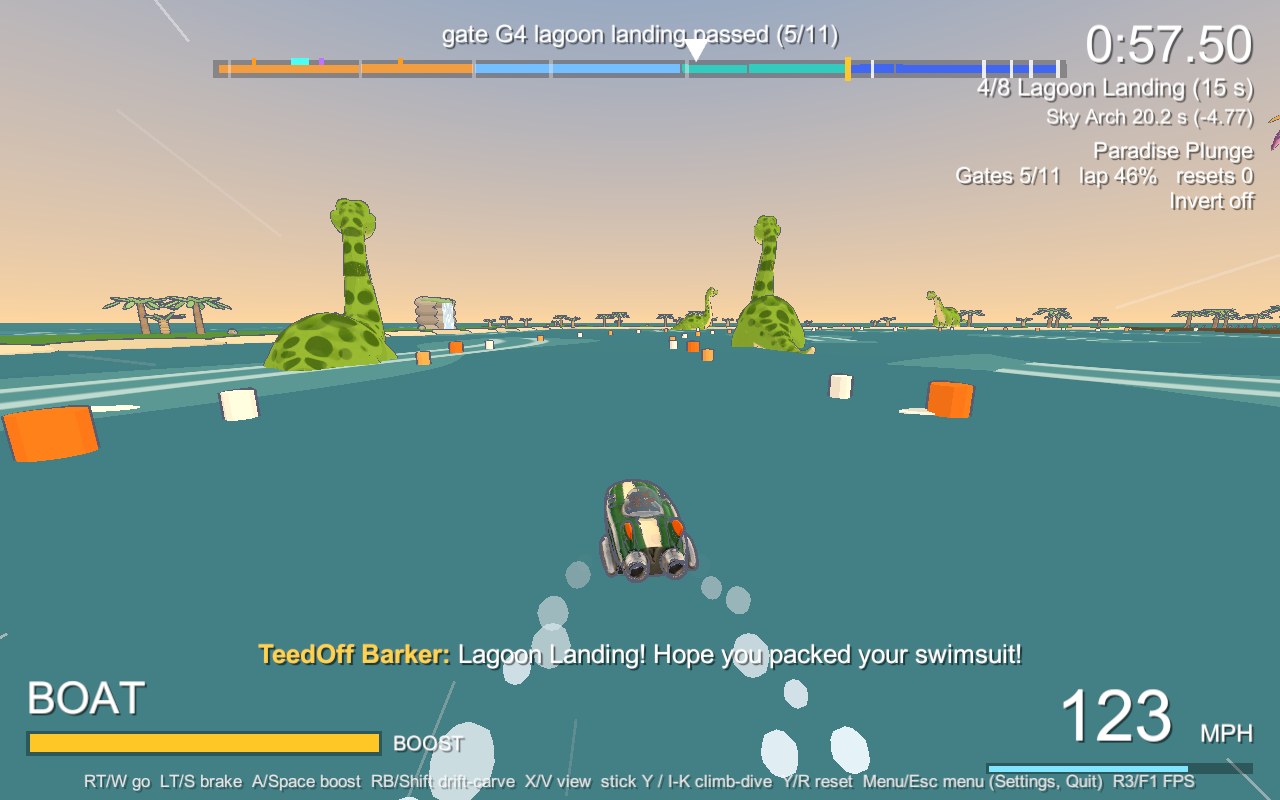 gate G4 lagoon landing passed (5/11)
0:57.50
4/8 Lagoon Landing (15 s)
Sky Arch 20.2 s (-4.77)
Paradise Plunge
Gates 5/11 lap 46% resets 0
Invert off
TeedOff Barker: Lagoon Landing! Hope you packed your swimsuit!
BOAT
BOOST
123 MPH
RT/W go LT/S brake A/Space boost RB/Shift drift-carve X/V view stick Y / I-K climb-dive Y/R reset Menu/Esc menu (Settings, Quit) R3/F1 FPS